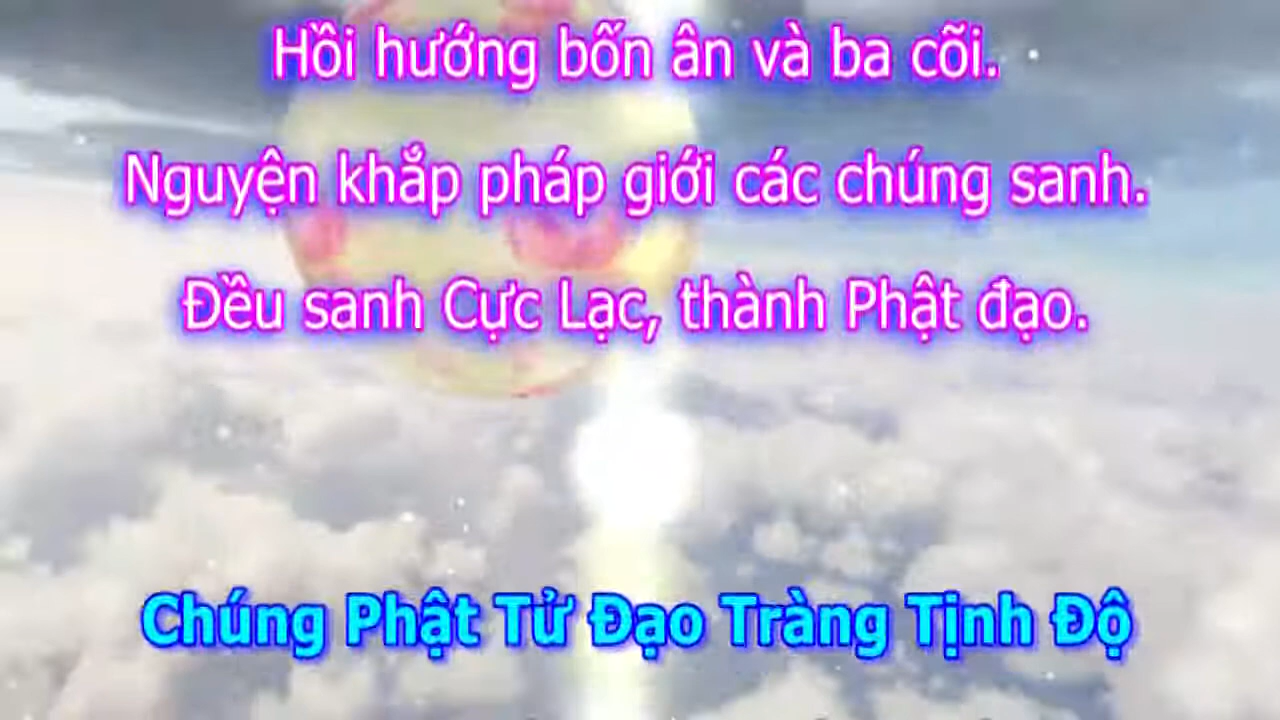 Hồi hướng bốn ân và ba cõi.
Nguyện khắp pháp giới các chúng sanh.
Đều sanh Cực Lạc, thành Phật đạo.
Chúng Phật Tử Đạo Tràng Tịnh Độ